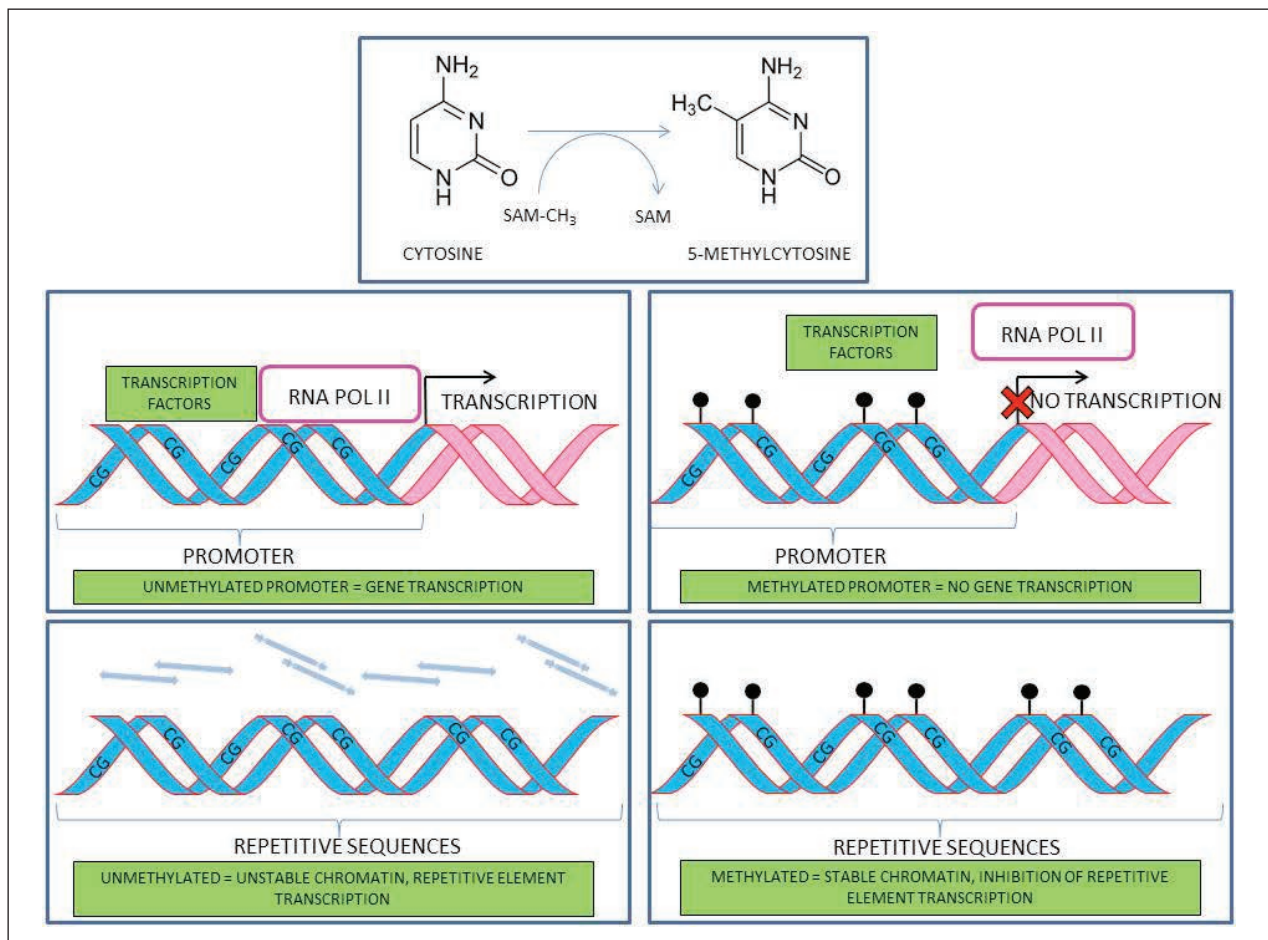 NH₂
N
N
H
O
CYTOSINE
SAM-CH₃
SAM
NH₂
H₃C
N
N
H
O
5-METHYLCYTOSINE
TRANSCRIPTION
FACTORS
RNA POL II
TRANSCRIPTION
CG
CG
CG
CG
CG
PROMOTER
UNMETHYLATED PROMOTER = GENE TRANSCRIPTION
TRANSCRIPTION
FACTORS
RNA POL II
NO TRANSCRIPTION
CG
CG
CG
CG
CG
PROMOTER
METHYLATED PROMOTER = NO GENE TRANSCRIPTION
CG
CG
CG
CG
CG
CG
CG
REPETITIVE SEQUENCES
UNMETHYLATED = UNSTABLE CHROMATIN, REPETITIVE ELEMENT
TRANSCRIPTION
CG
CG
CG
CG
CG
CG
CG
REPETITIVE SEQUENCES
METHYLATED = STABLE CHROMATIN, INHIBITION OF REPETITIVE
ELEMENT TRANSCRIPTION